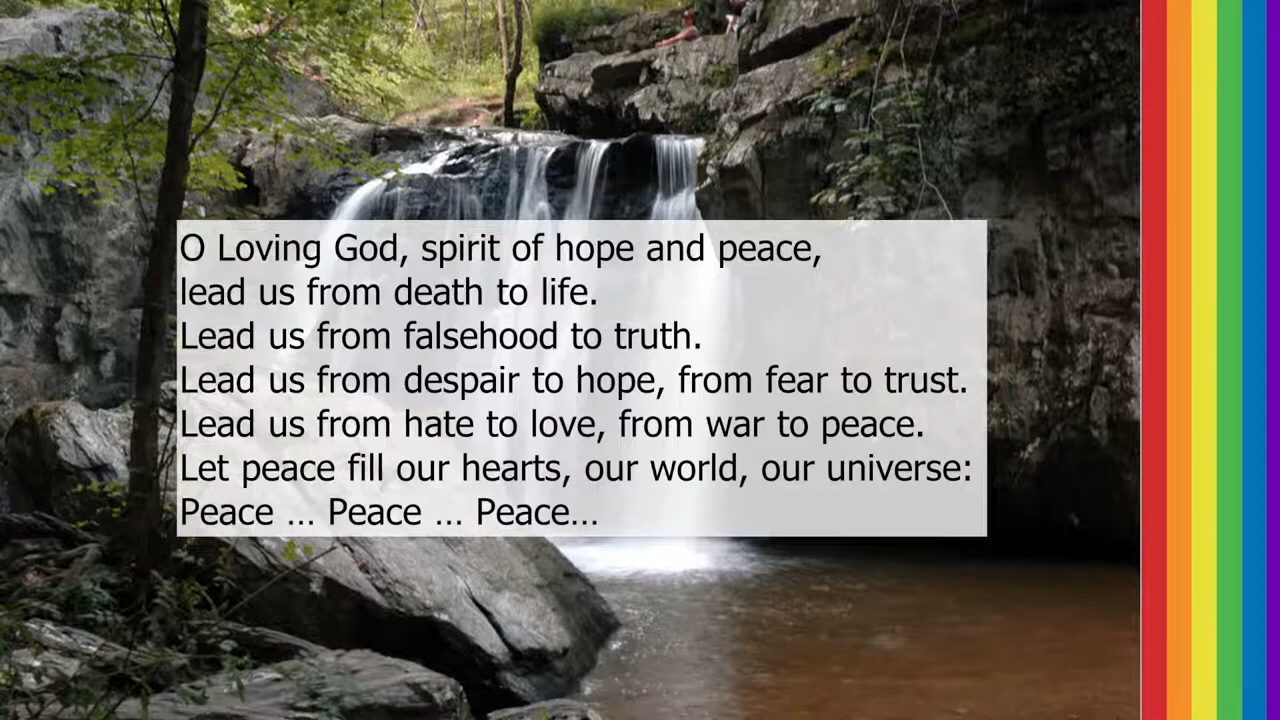 O Loving God, spirit of hope and peace,
lead us from death to life.
Lead us from falsehood to truth.
Lead us from despair to hope, from fear to trust.
Lead us from hate to love, from war to peace.
Let peace fill our hearts, our world, our universe:
Peace ... Peace ... Peace...